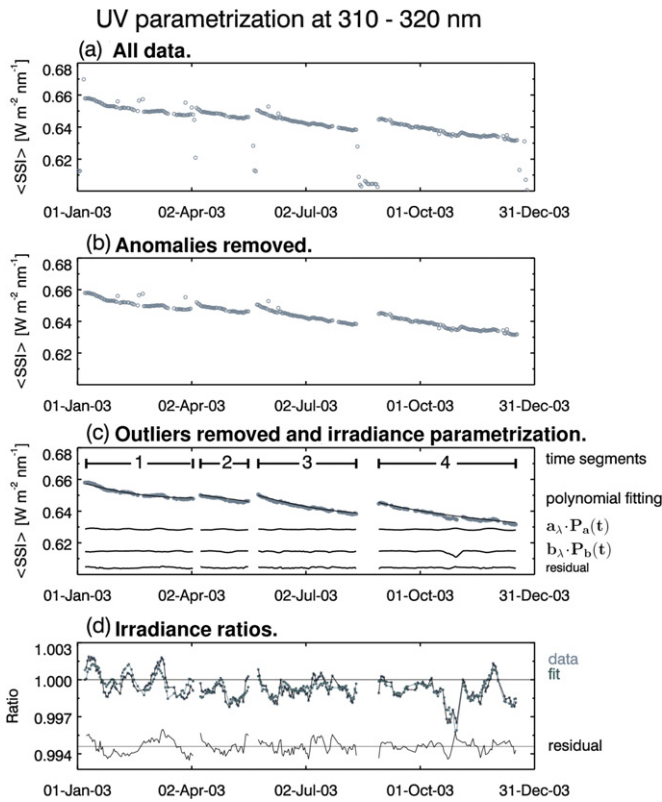 UV parametrization at 310 - 320 nm
(a) All data.
<SSI> [W m⁻² nm⁻¹]
0.68
0.66
0.64
0.62
01-Jan-03 02-Apr-03 02-Jul-03 01-Oct-03 31-Dec-03
(b) Anomalies removed.
<SSI> [W m⁻² nm⁻¹]
0.68
0.66
0.64
0.62
01-Jan-03 02-Apr-03 02-Jul-03 01-Oct-03 31-Dec-03
(c) Outliers removed and irradiance parametrization.
<SSI> [W m⁻² nm⁻¹]
0.68
0.66
0.64
0.62
1 2 3 4
time segments
polynomial fitting
a_λ·P_a(t)
b_λ·P_b(t)
residual
01-Jan-03 02-Apr-03 02-Jul-03 01-Oct-03 31-Dec-03
(d) Irradiance ratios.
Ratio
1.003
1.000
0.997
0.994
data
fit
residual
01-Jan-03 02-Apr-03 02-Jul-03 01-Oct-03 31-Dec-03